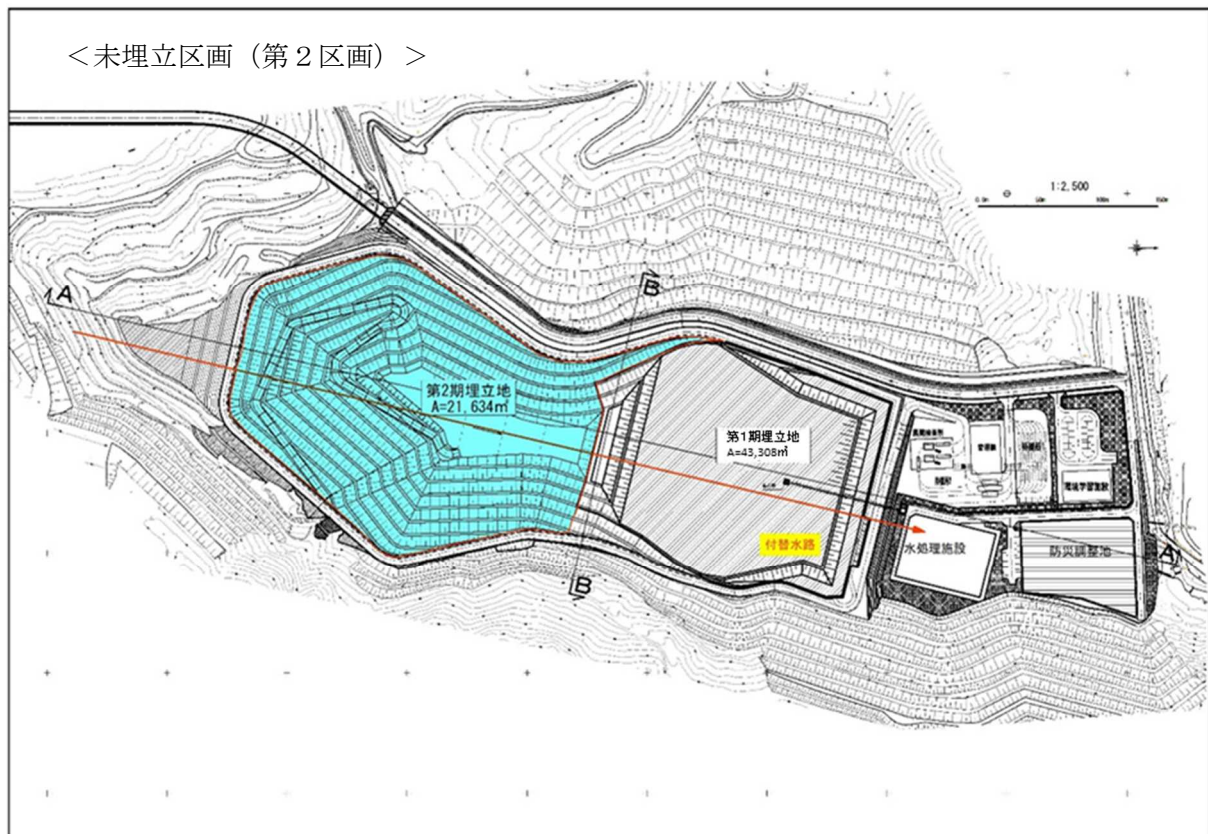 ＜未埋立区画（第２区画）＞
1:2,500
A
B
第2期埋立地
A=21,634㎡
第1期埋立地
A=43,308㎡
管理棟
環境学習施設
付替水路
水処理施設
防災調整池
A
B